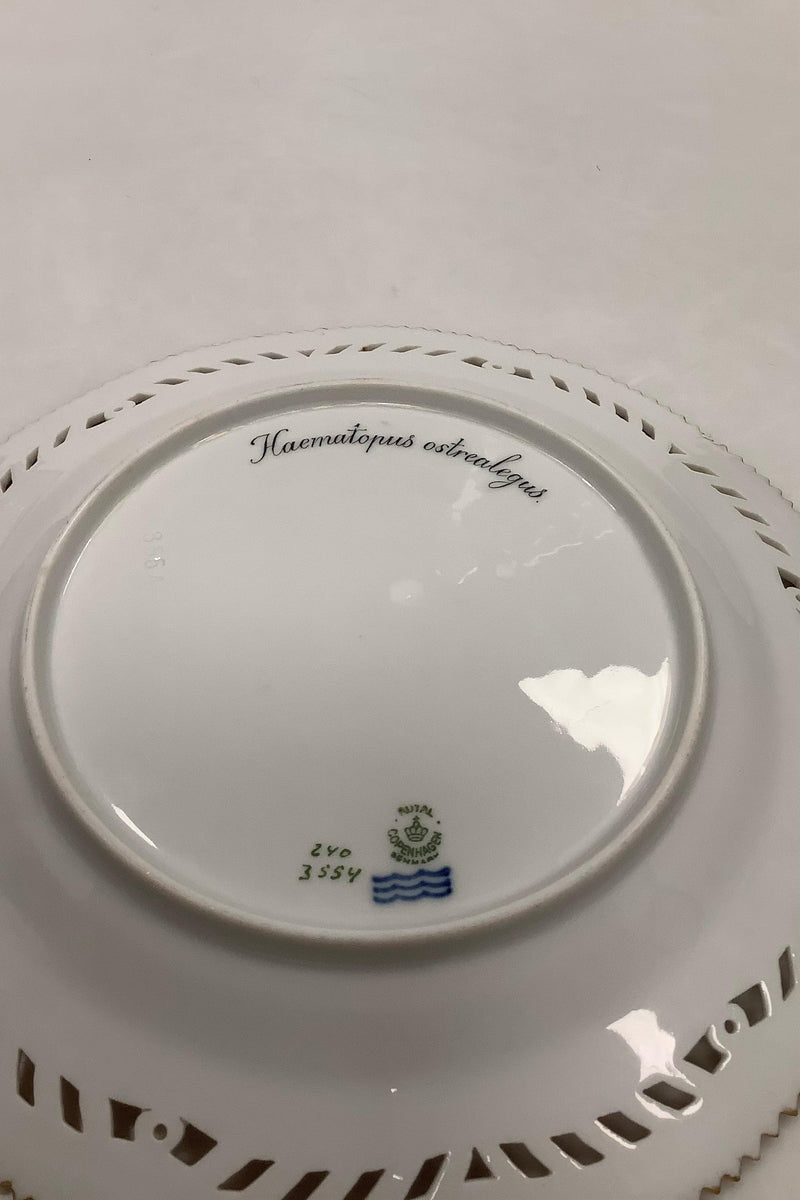 Haematopus ostrealegus.
ROYAL
COPENHAGEN
DENMARK
240
3554